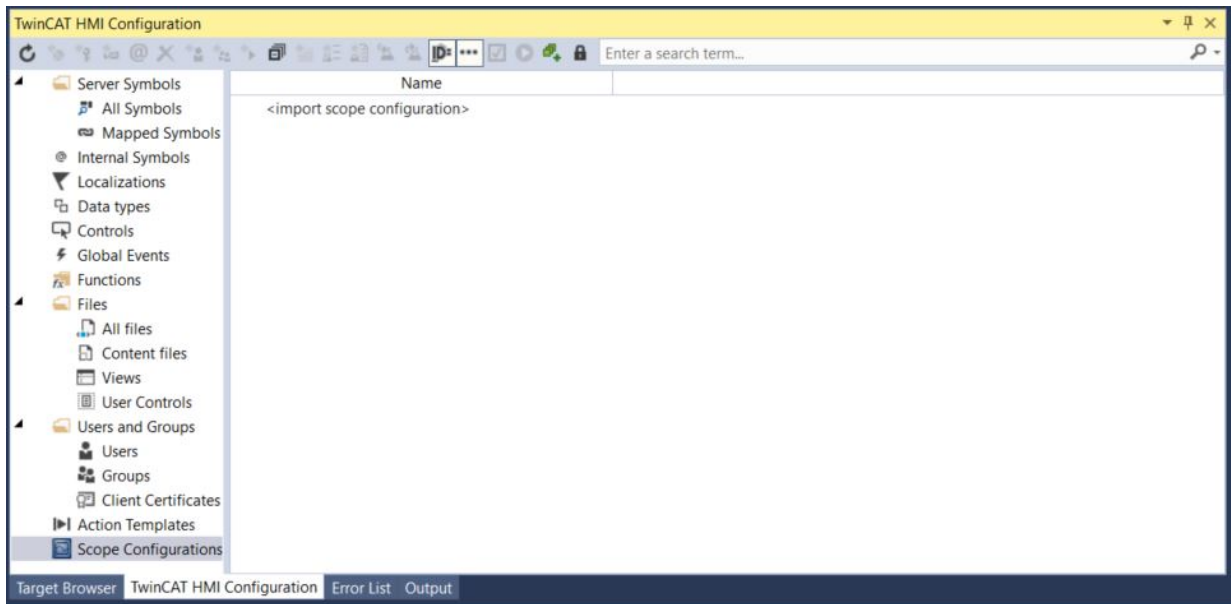 TwinCAT HMI Configuration
Enter a search term...
Server Symbols
All Symbols
Mapped Symbols
Internal Symbols
Localizations
Data types
Controls
Global Events
Functions
Files
All files
Content files
Views
User Controls
Users and Groups
Users
Groups
Client Certificates
Action Templates
Scope Configurations
Name
<import scope configuration>
Target Browser TwinCAT HMI Configuration Error List Output